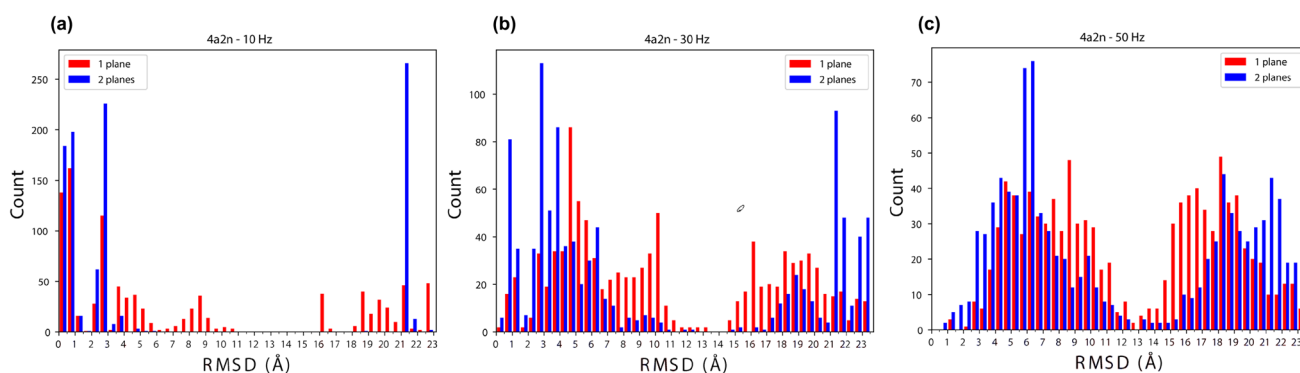 (a)
4a2n - 10 Hz
1 plane
2 planes
Count
250
200
150
100
50
0
0 1 2 3 4 5 6 7 8 9 10 11 12 13 14 15 16 17 18 19 20 21 22 23
RMSD (Å)
(b)
4a2n - 30 Hz
1 plane
2 planes
Count
100
80
60
40
20
0
0 1 2 3 4 5 6 7 8 9 10 11 12 13 14 15 16 17 18 19 20 21 22 23
RMSD (Å)
(c)
4a2n - 50 Hz
1 plane
2 planes
Count
70
60
50
40
30
20
10
0
0 1 2 3 4 5 6 7 8 9 10 11 12 13 14 15 16 17 18 19 20 21 22 23
RMSD (Å)